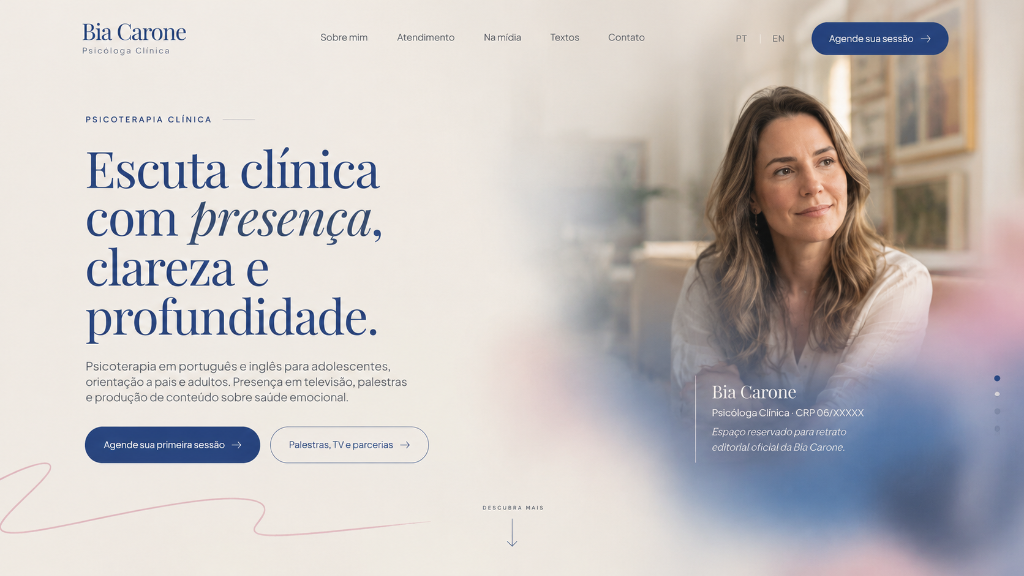 Bia Carone
Psicóloga Clínica
Sobre mim
Atendimento
Na mídia
Textos
Contato
PT
EN
Agende sua sessão
PSICOTERAPIA CLÍNICA
Escuta clínica
com presença,
clareza e
profundidade.
Psicoterapia em português e inglês para adolescentes,
orientação a pais e adultos. Presença em televisão, palestras
e produção de conteúdo sobre saúde emocional.
Agende sua primeira sessão
Palestras, TV e parcerias
Bia Carone
Psicóloga Clínica · CRP 06/XXXXX
Espaço reservado para retrato
editorial oficial da Bia Carone.
DESCUBRA MAIS